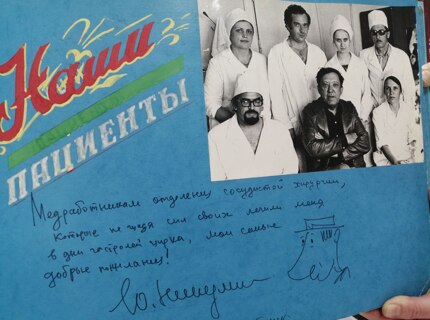 Наши
ПАЦИЕНТЫ
Медработникам отделения сосудистой хирургии,
которые не щадя сил своих лечили меня
в дни гастролей цирка, мои самые
добрые пожелания!
Ю. Никулин